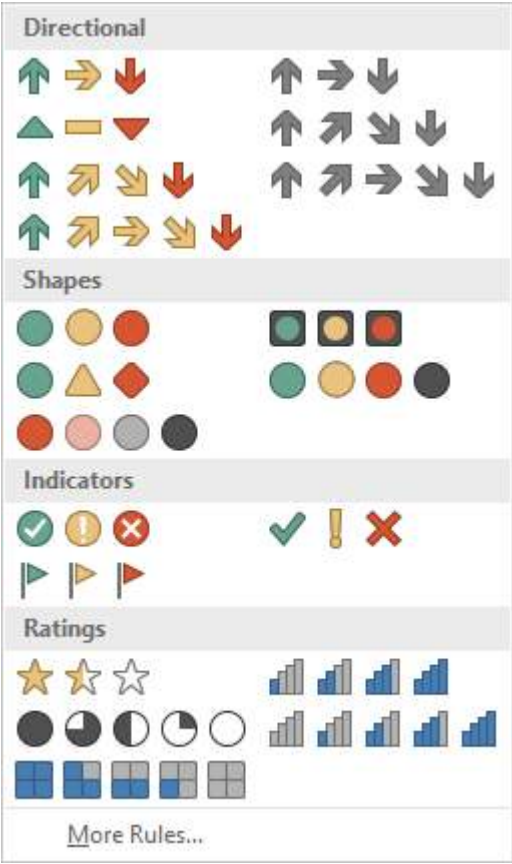 Directional
Shapes
Indicators
Ratings
More Rules...